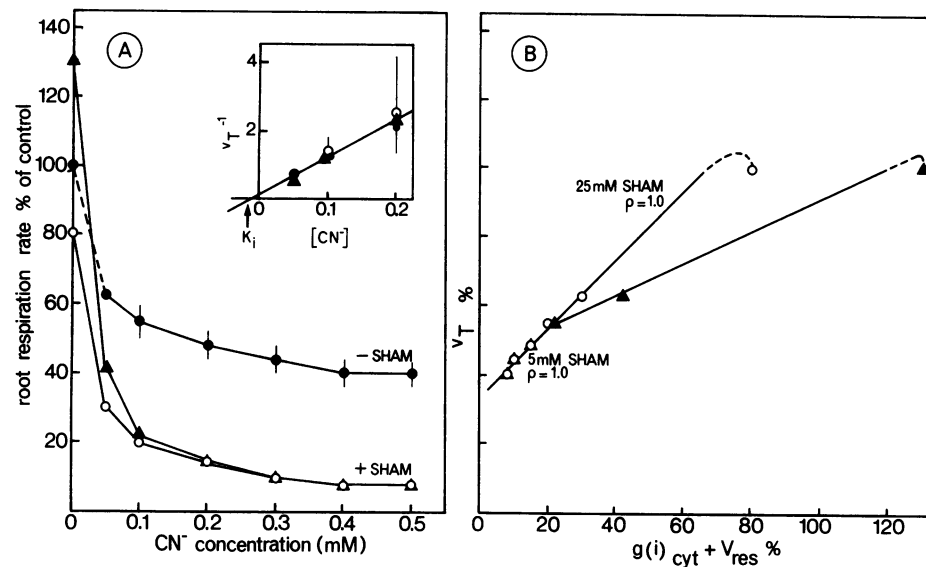 A
140
120
100
80
60
40
20
0
root respiration rate % of control
0
0.1
0.2
0.3
0.4
0.5
CN⁻ concentration (mM)
− SHAM
+ SHAM
4
2
v_T⁻¹
0
0.1
0.2
[CN⁻]
K_i
B
v_T %
25mM SHAM
ρ = 1.0
5mM SHAM
ρ = 1.0
0
20
40
60
80
100
120
g(i)_cyt + V_res %